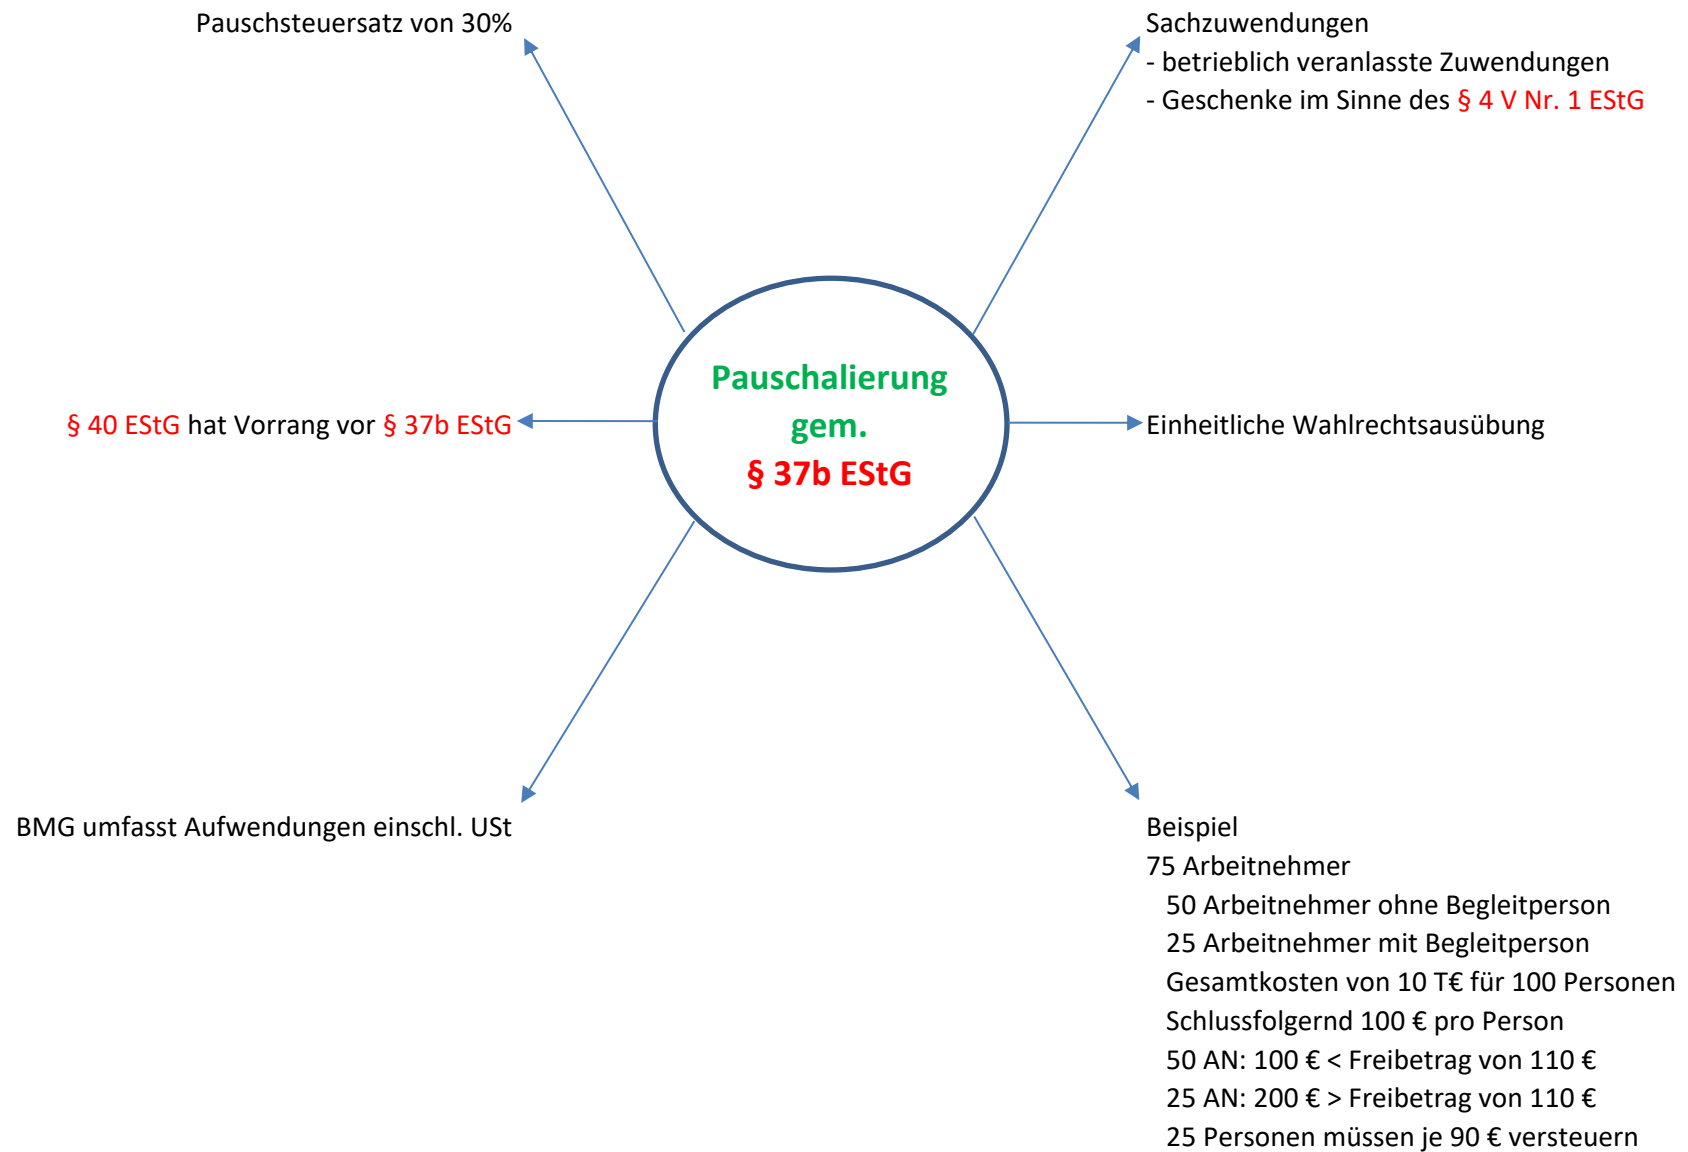 Pauschsteuersatz von 30%
Sachzuwendungen
- betrieblich veranlasste Zuwendungen
- Geschenke im Sinne des § 4 V Nr. 1 EStG
Pauschalierung
gem.
§ 37b EStG
§ 40 EStG hat Vorrang vor § 37b EStG
Einheitliche Wahlrechtsausübung
BMG umfasst Aufwendungen einschl. USt
Beispiel
75 Arbeitnehmer
50 Arbeitnehmer ohne Begleitperson
25 Arbeitnehmer mit Begleitperson
Gesamtkosten von 10 T€ für 100 Personen
Schlussfolgernd 100 € pro Person
50 AN: 100 € < Freibetrag von 110 €
25 AN: 200 € > Freibetrag von 110 €
25 Personen müssen je 90 € versteuern